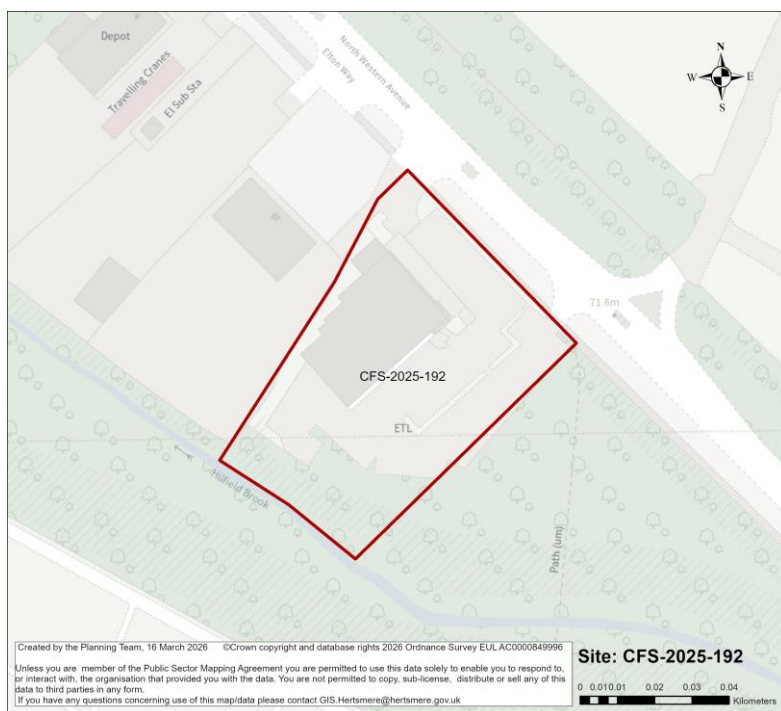 Depot
Travelling Cranes
El Sub Sta
North Western Avenue
Elton Way
N
W E
S
71.6m
CFS-2025-192
ETL
Hilfield Brook
Path (um)
Created by the Planning Team, 16 March 2026 ©Crown copyright and database rights 2026 Ordnance Survey EUL AC0000849996
Unless you are member of the Public Sector Mapping Agreement you are permitted to use this data solely to enable you to respond to,
or interact with, the organisation that provided you with the data. You are not permitted to copy, sub-license, distribute or sell any of this
data to third parties in any form.
If you have any questions concerning use of this map/data please contact GIS.Hertsmere@hertsmere.gov.uk
Site: CFS-2025-192
0 0.010.01 0.02 0.03 0.04
Kilometers